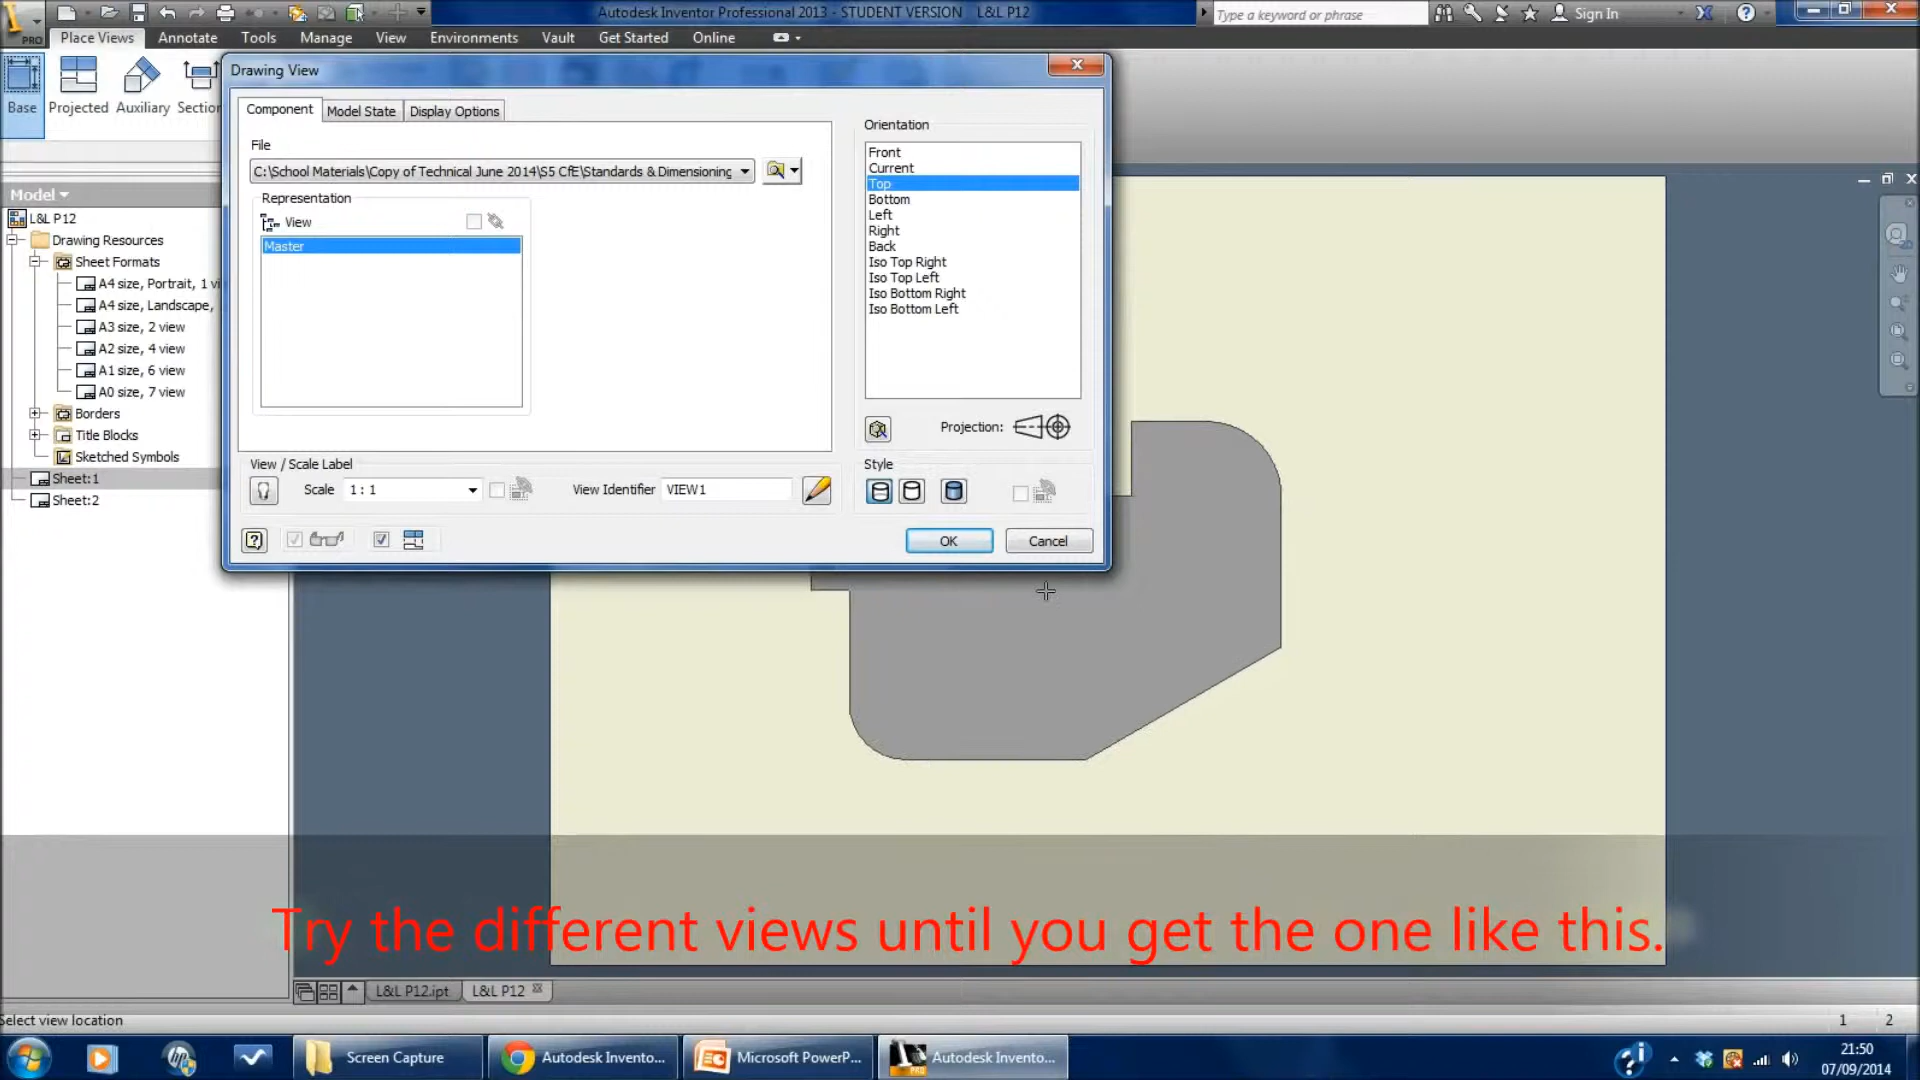 Autodesk Inventor Professional 2013 - STUDENT VERSION L&L P12
Type a keyword or phrase
Sign In
PRO
Place Views Annotate Tools Manage View Environments Vault Get Started Online
Base Projected Auxiliary Section
Drawing View
Component Model State Display Options
File
C:\School Materials\Copy of Technical June 2014\S5 CfE\Standards & Dimensioning
Representation
View
Master
Orientation
Front
Current
Top
Bottom
Left
Right
Back
Iso Top Right
Iso Top Left
Iso Bottom Right
Iso Bottom Left
Projection:
View / Scale Label
Scale 1 : 1
View Identifier VIEW1
Style
OK Cancel
Model
L&L P12
Drawing Resources
Sheet Formats
A4 size, Portrait, 1 vi
A4 size, Landscape,
A3 size, 2 view
A2 size, 4 view
A1 size, 6 view
A0 size, 7 view
Borders
Title Blocks
Sketched Symbols
Sheet:1
Sheet:2
Try the different views until you get the one like this.
L&L P12.ipt L&L P12
Select view location
1 2
Screen Capture
Autodesk Invento...
Microsoft PowerP...
Autodesk Invento...
21:50
07/09/2014